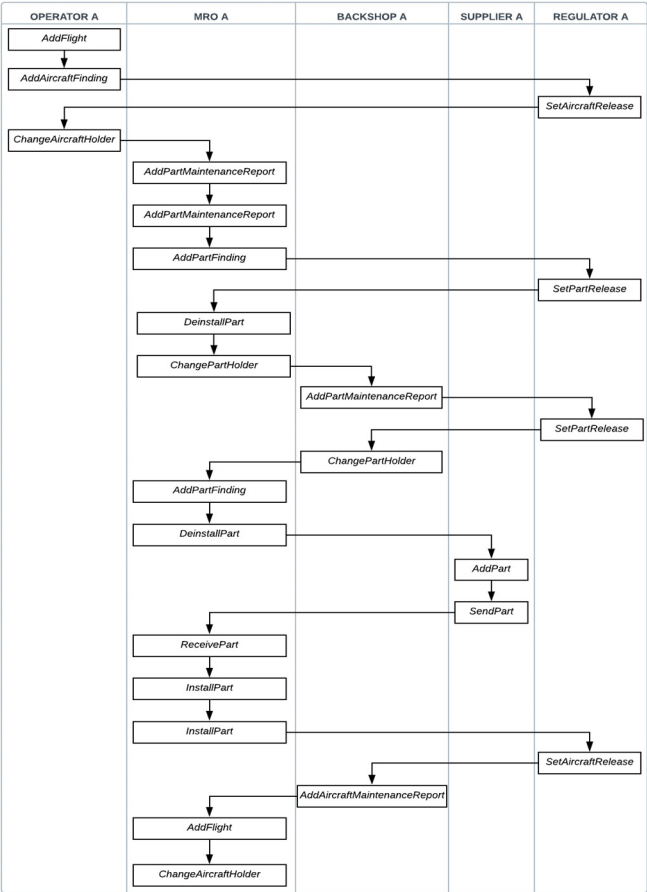 OPERATOR A
MRO A
BACKSHOP A
SUPPLIER A
REGULATOR A
AddFlight
AddAircraftFinding
SetAircraftRelease
ChangeAircraftHolder
AddPartMaintenanceReport
AddPartMaintenanceReport
AddPartFinding
SetPartRelease
DeinstallPart
ChangePartHolder
AddPartMaintenanceReport
SetPartRelease
ChangePartHolder
AddPartFinding
DeinstallPart
AddPart
SendPart
ReceivePart
InstallPart
InstallPart
SetAircraftRelease
AddAircraftMaintenanceReport
AddFlight
ChangeAircraftHolder